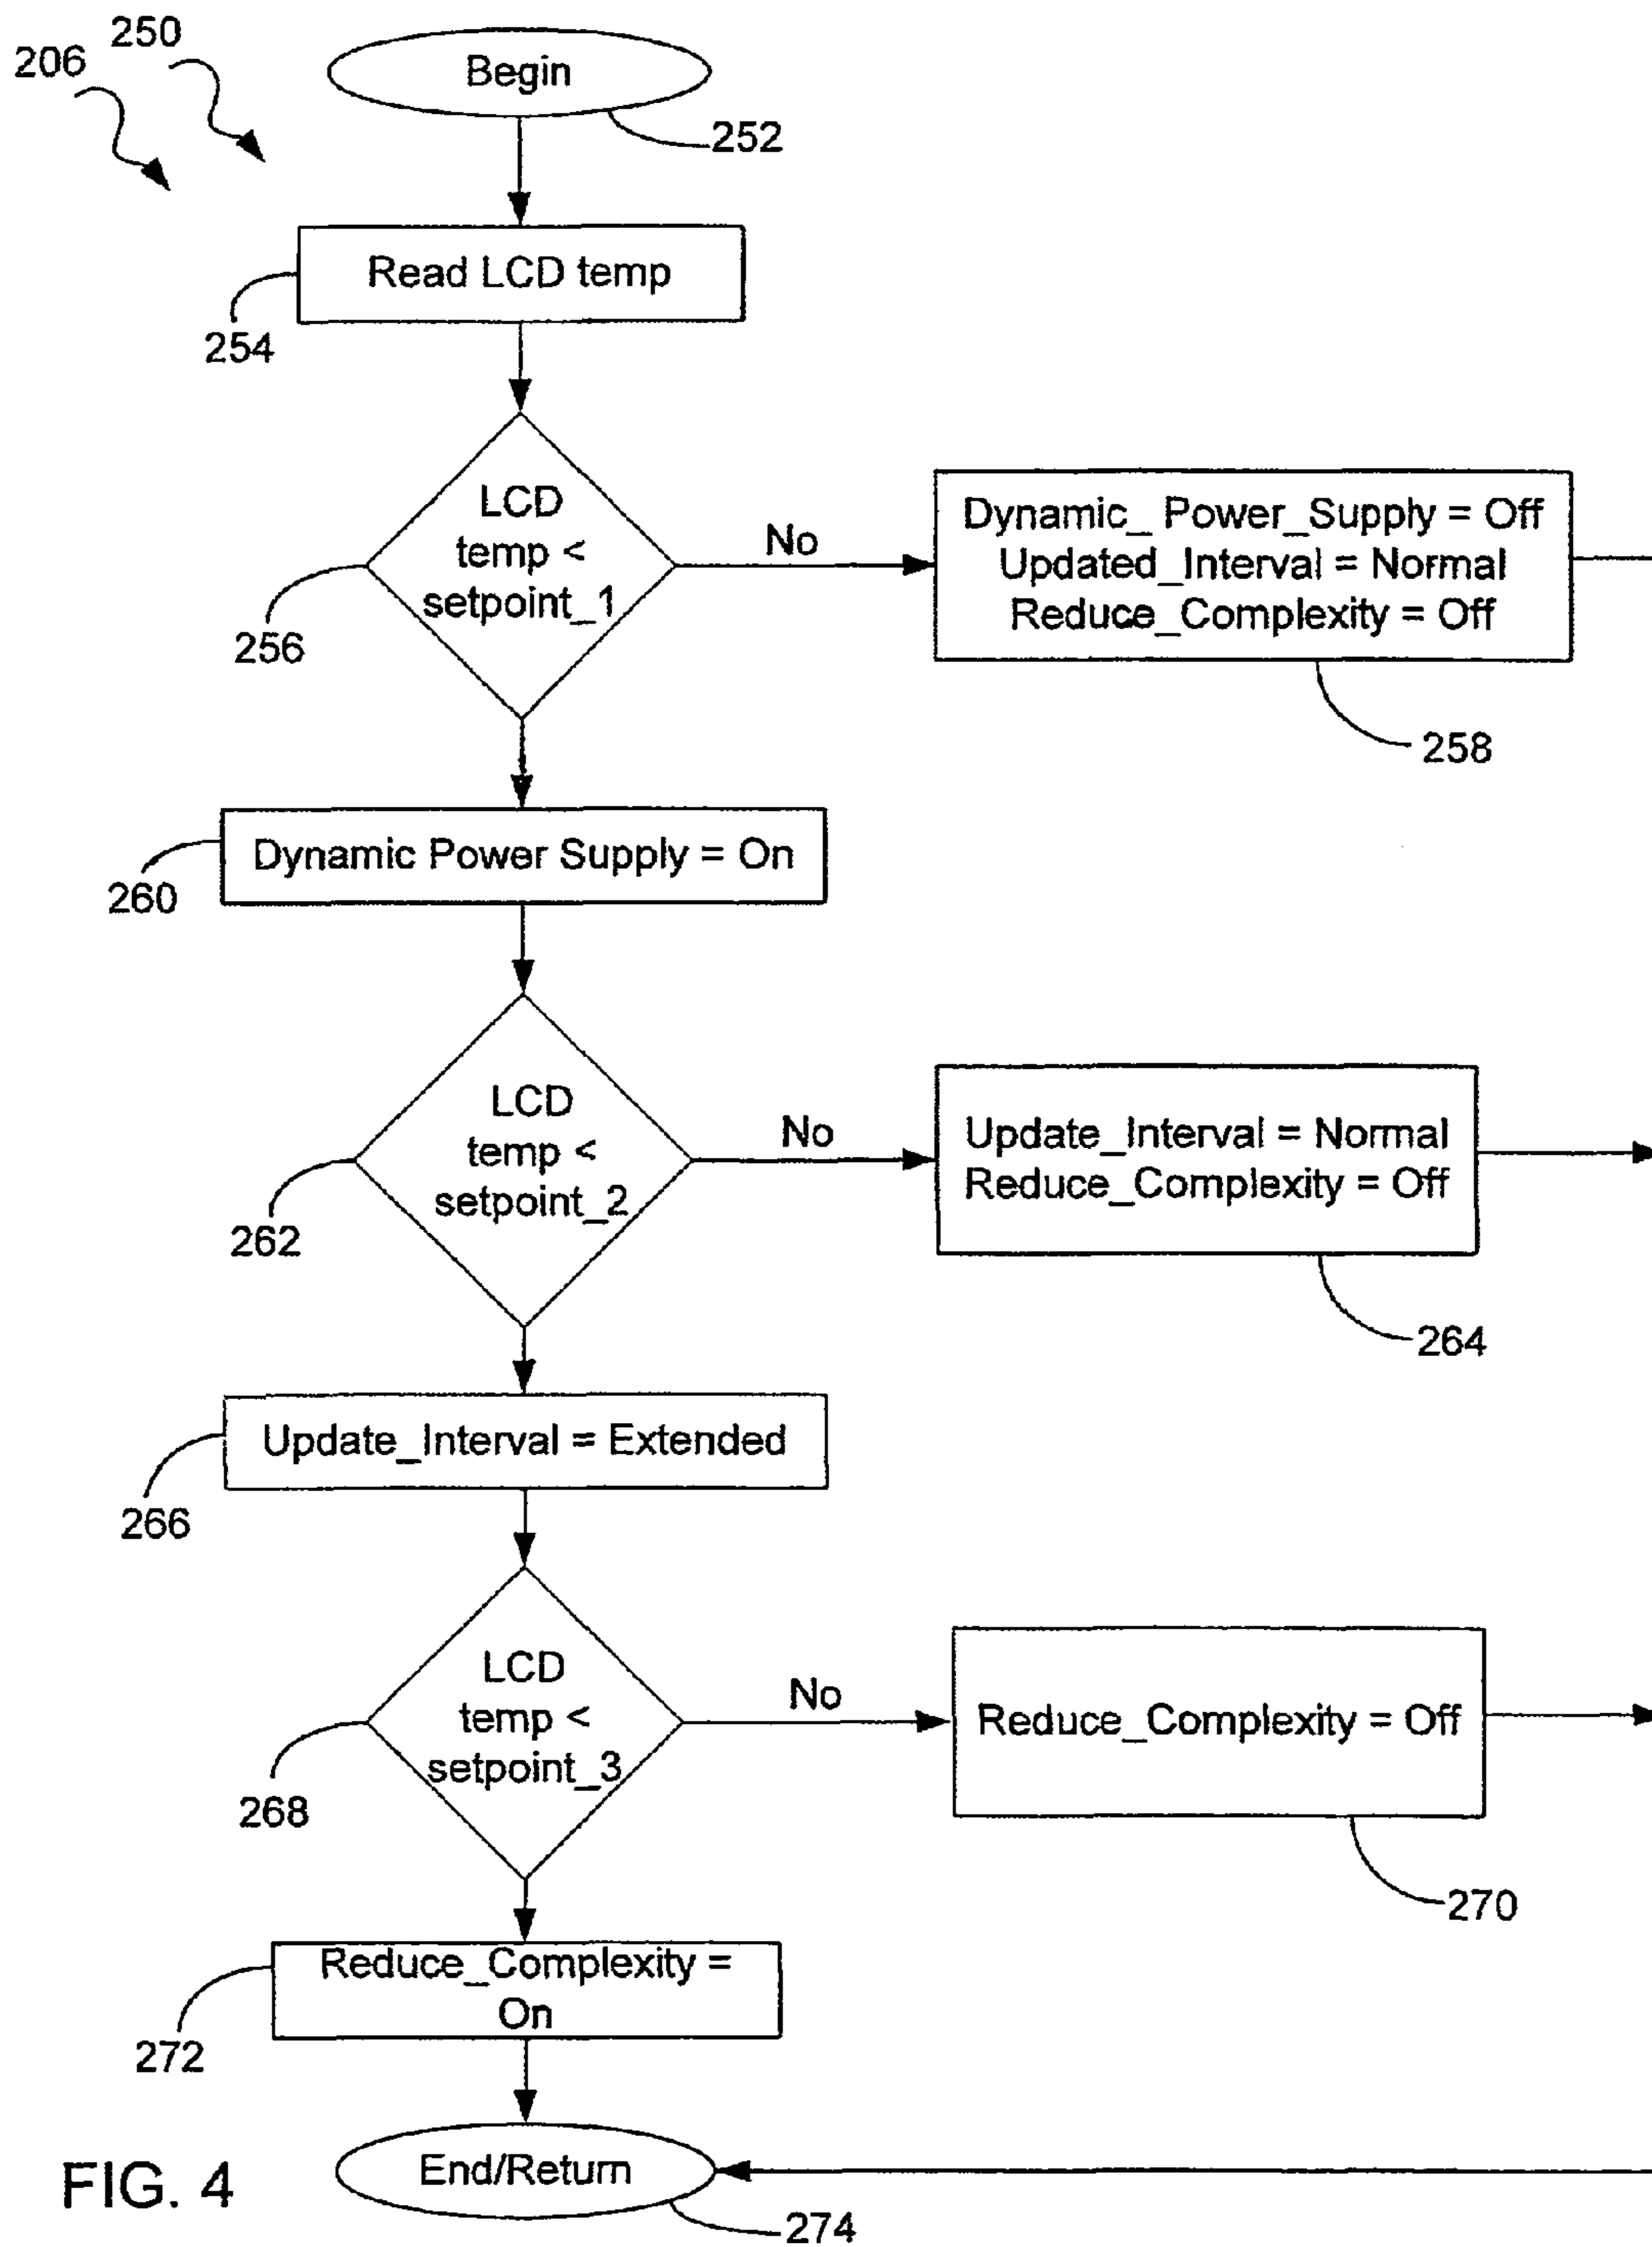 206
250
Begin
252
Read LCD temp
254
LCD
temp <
setpoint_1
256
No
Dynamic_ Power_Supply = Off
Updated_Interval = Normal
Reduce_Complexity = Off
258
Dynamic Power Supply = On
260
LCD
temp <
setpoint_2
262
No
Update_Interval = Normal
Reduce_Complexity = Off
264
Update_Interval = Extended
266
LCD
temp <
setpoint_3
268
No
Reduce_Complexity = Off
270
Reduce_Complexity =
On
272
End/Return
274
FIG. 4